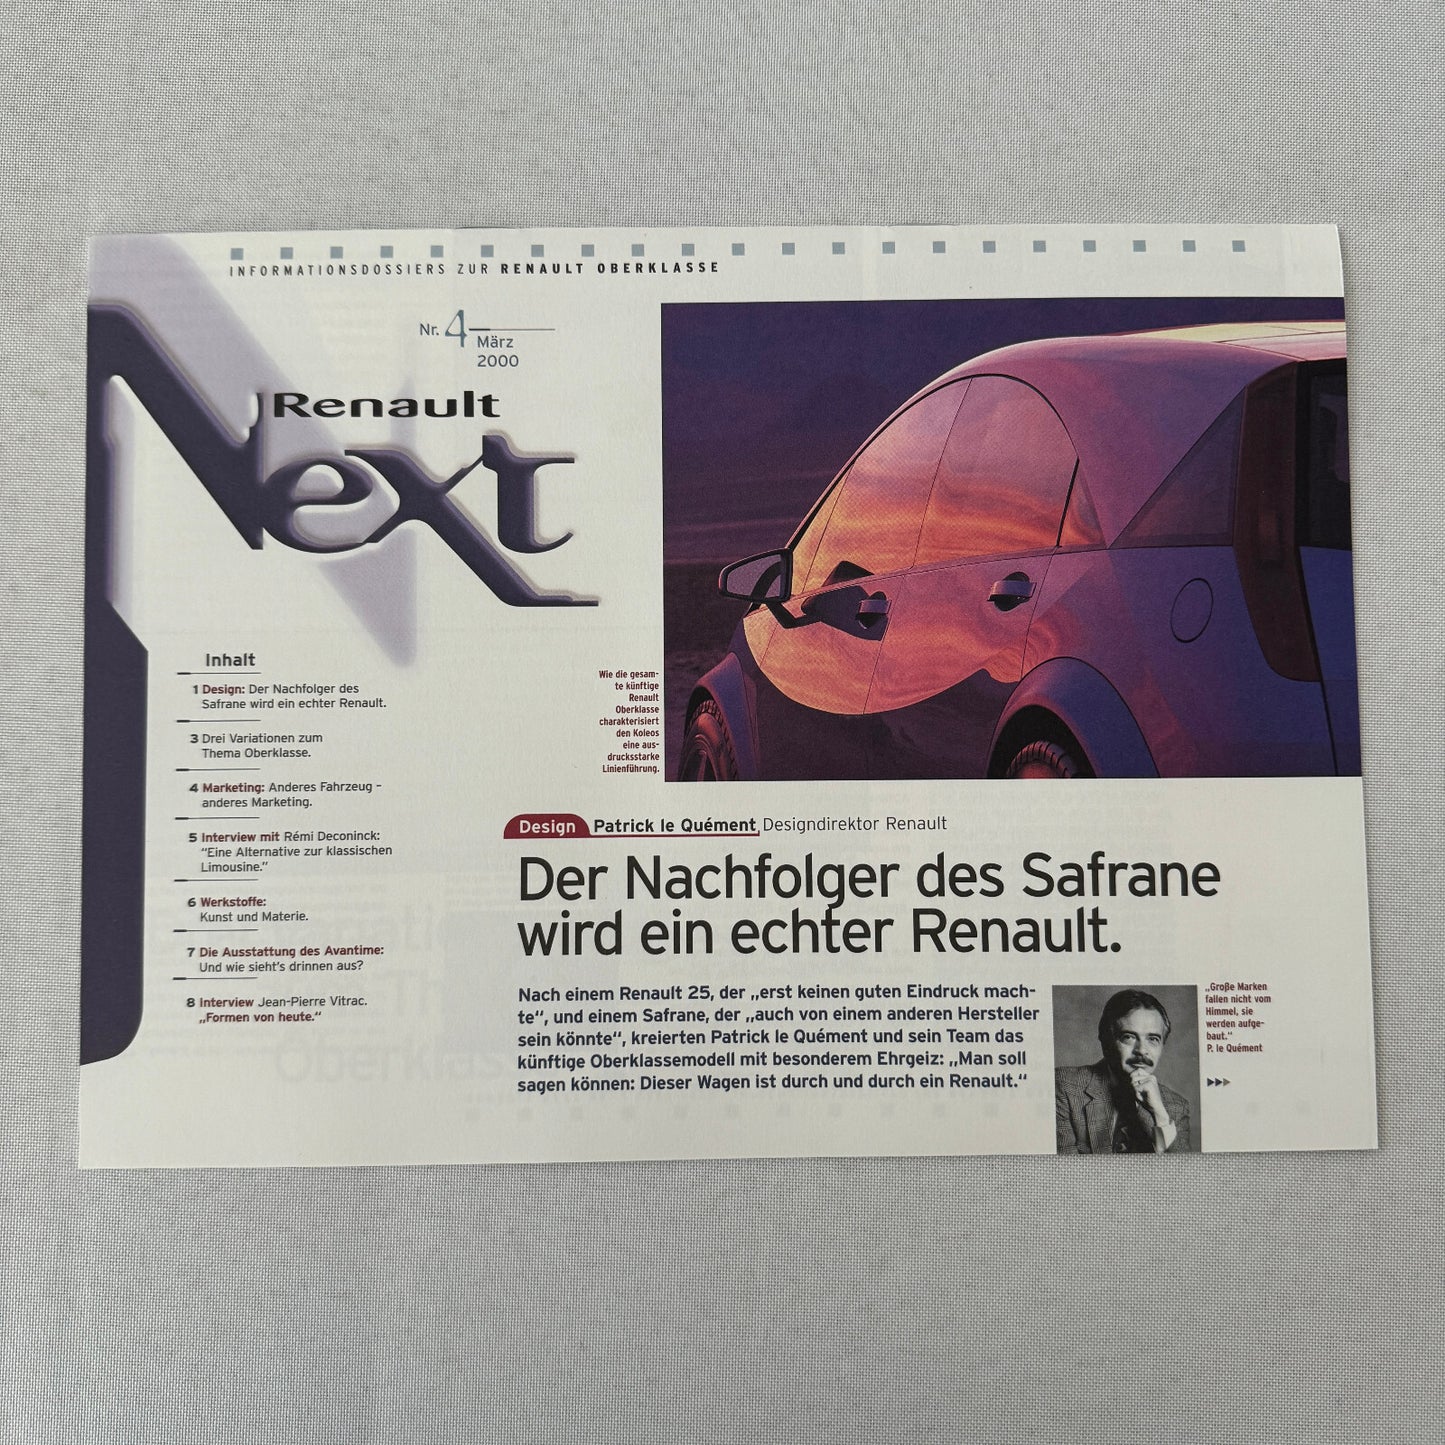 INFORMATIONSDOSSIERS ZUR RENAULT OBERKLASSE
Nr. 4
März
2000
Renault
Next
Inhalt
1 Design: Der Nachfolger des
Safrane wird ein echter Renault.
3 Drei Variationen zum
Thema Oberklasse.
4 Marketing: Anderes Fahrzeug –
anderes Marketing.
5 Interview mit Rémi Deconinck:
"Eine Alternative zur klassischen
Limousine."
6 Werkstoffe:
Kunst und Materie.
7 Die Ausstattung des Avantime:
Und wie sieht's drinnen aus?
8 Interview Jean-Pierre Vitrac.
„Formen von heute."
Wie die gesam-
te künftige
Renault
Oberklasse
charakterisiert
den Koleos
eine aus-
drucksstarke
Linienführung.
Design Patrick le Quément, Designdirektor Renault
Der Nachfolger des Safrane
wird ein echter Renault.
Nach einem Renault 25, der „erst keinen guten Eindruck mach-
te“, und einem Safrane, der „auch von einem anderen Hersteller
sein könnte“, kreierten Patrick le Quément und sein Team das
künftige Oberklassemodell mit besonderem Ehrgeiz: „Man soll
sagen können: Dieser Wagen ist durch und durch ein Renault.“
„Große Marken
fallen nicht vom
Himmel, sie
werden aufge-
baut.“
P. le Quément